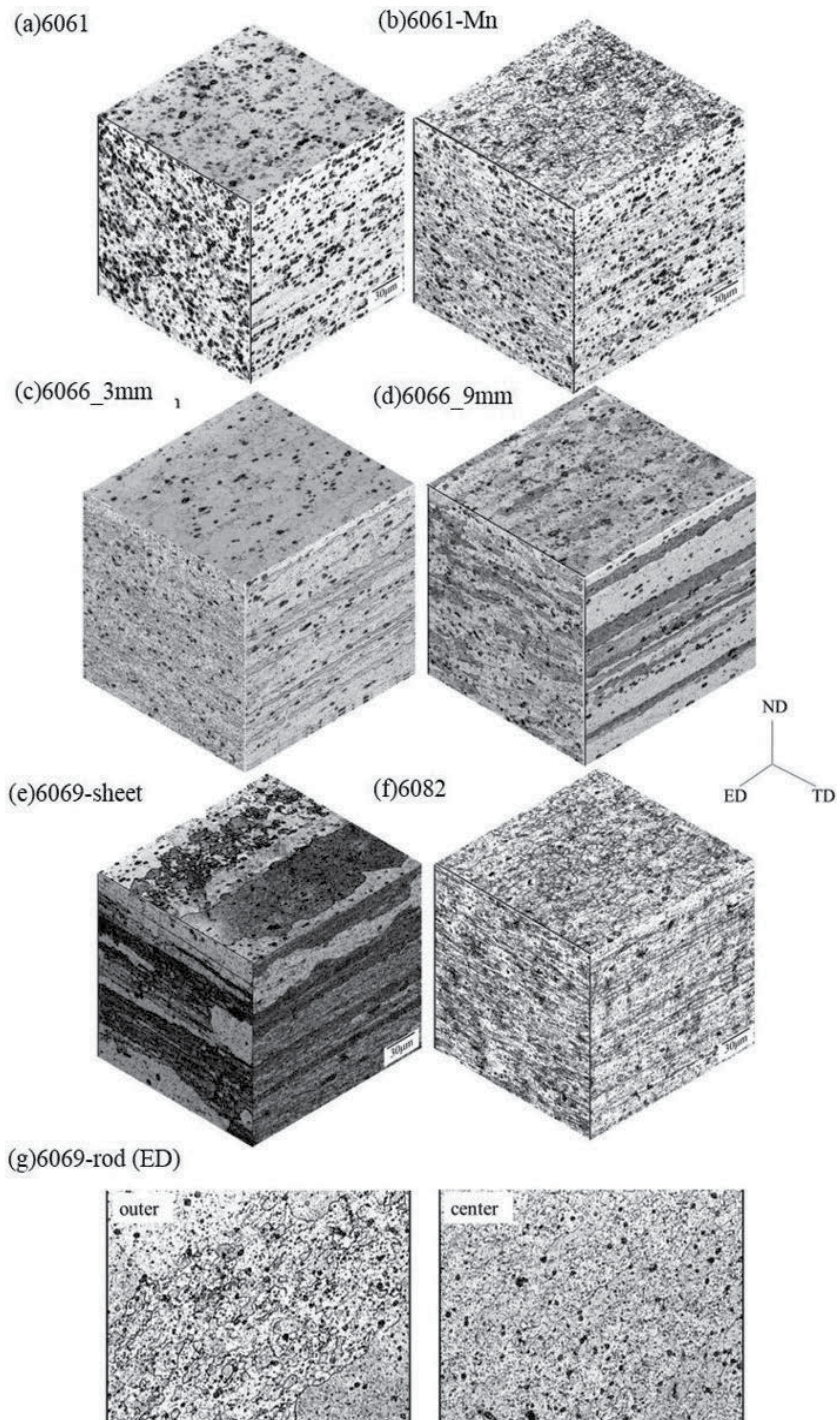 (a)6061
(b)6061-Mn
30μm
30μm
(c)6066_3mm
(d)6066_9mm
ND
ED
TD
(e)6069-sheet
(f)6082
30μm
30μm
(g)6069-rod (ED)
outer
center